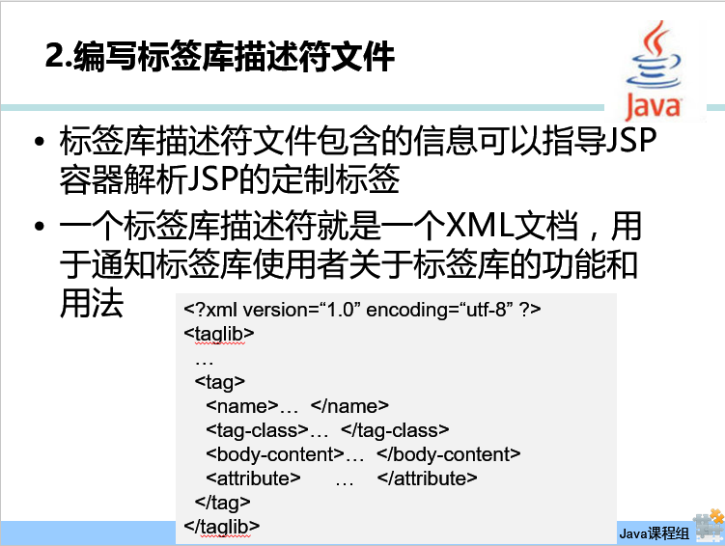 2.编写标签库描述符文件
Java
• 标签库描述符文件包含的信息可以指导JSP
容器解析JSP的定制标签
• 一个标签库描述符就是一个XML文档，用
于通知标签库使用者关于标签库的功能和
用法
<?xml version=“1.0” encoding=“utf-8” ?>
<taglib>
…
<tag>
<name>… </name>
<tag-class>… </tag-class>
<body-content>… </body-content>
<attribute> … </attribute>
</tag>
</taglib>
Java课程组